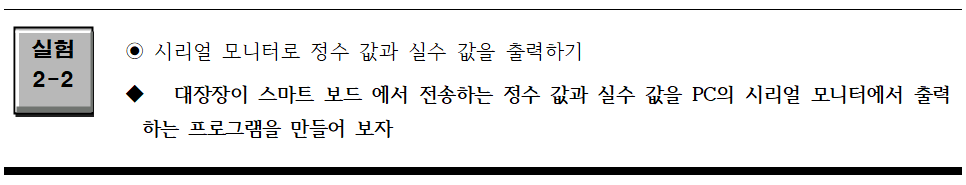 실험
2-2
◉ 시리얼 모니터로 정수 값과 실수 값을 출력하기
◆ 대장장이 스마트 보드 에서 전송하는 정수 값과 실수 값을 PC의 시리얼 모니터에서 출력
하는 프로그램을 만들어 보자